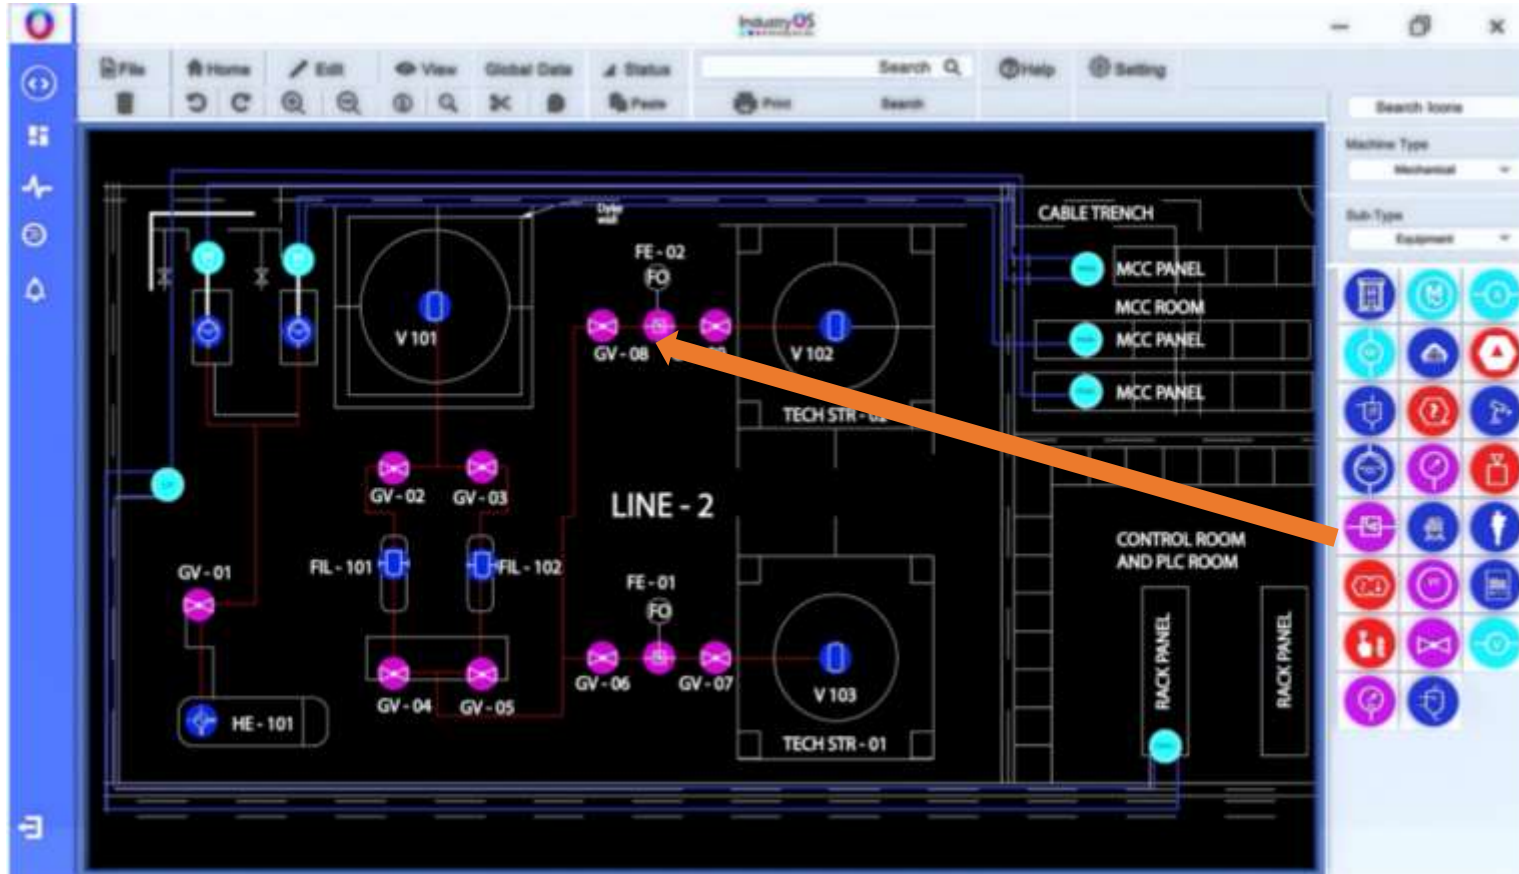 IndustryOS
File Home Edit View Global Data Status Search Help Setting
Paste Print Search
Search Icons
Machine Type
Mechanical
Sub-Type
Equipment
Dyke
wall
CABLE TRENCH
FE - 02
FO
MCC PANEL
MCC ROOM
V 101
GV - 08
V 102
MCC PANEL
MCC PANEL
TECH STR - 02
GV - 02
GV - 03
LINE - 2
CONTROL ROOM
AND PLC ROOM
GV - 01
FIL - 101
FIL - 102
FE - 01
FO
RACK PANEL
RACK PANEL
GV - 06
GV - 07
V 103
GV - 04
GV - 05
HE - 101
TECH STR - 01